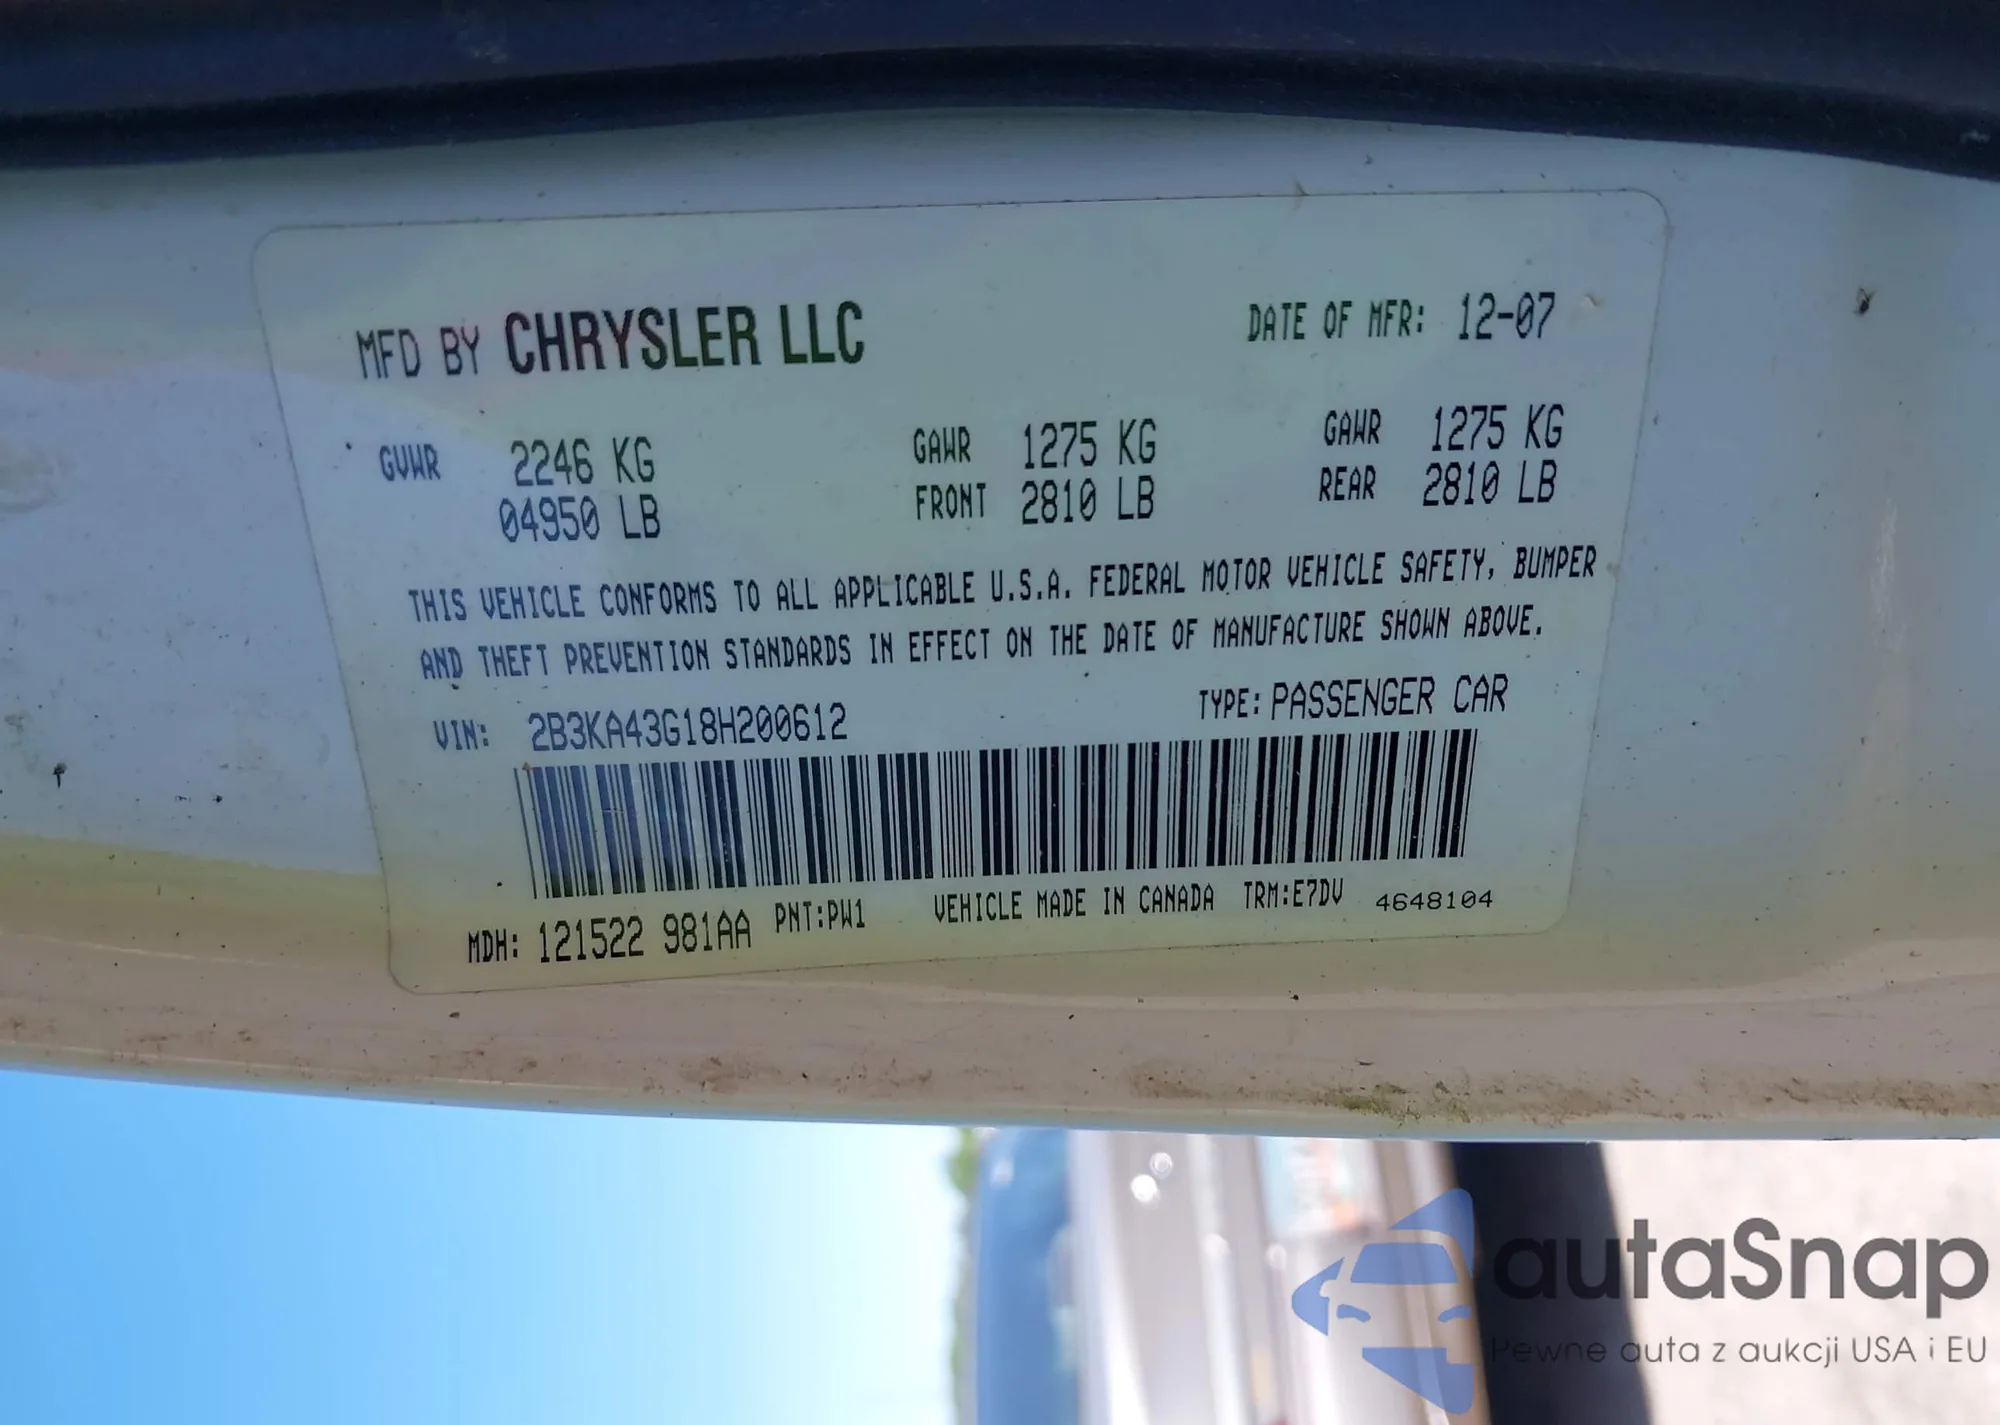 MFD BY CHRYSLER LLC DATE OF MFR: 12-07
GVWR 2246 KG GAWR 1275 KG GAWR 1275 KG
04950 LB FRONT 2810 LB REAR 2810 LB
THIS VEHICLE CONFORMS TO ALL APPLICABLE U.S.A. FEDERAL MOTOR VEHICLE SAFETY, BUMPER
AND THEFT PREVENTION STANDARDS IN EFFECT ON THE DATE OF MANUFACTURE SHOWN ABOVE.
VIN: 2B3KA43G18H200612 TYPE: PASSENGER CAR
MDH: 121522 981AA PNT:PW1 VEHICLE MADE IN CANADA TRM:E7DV 4648104
autaSnap
Pewne auta z aukcji USA i EU